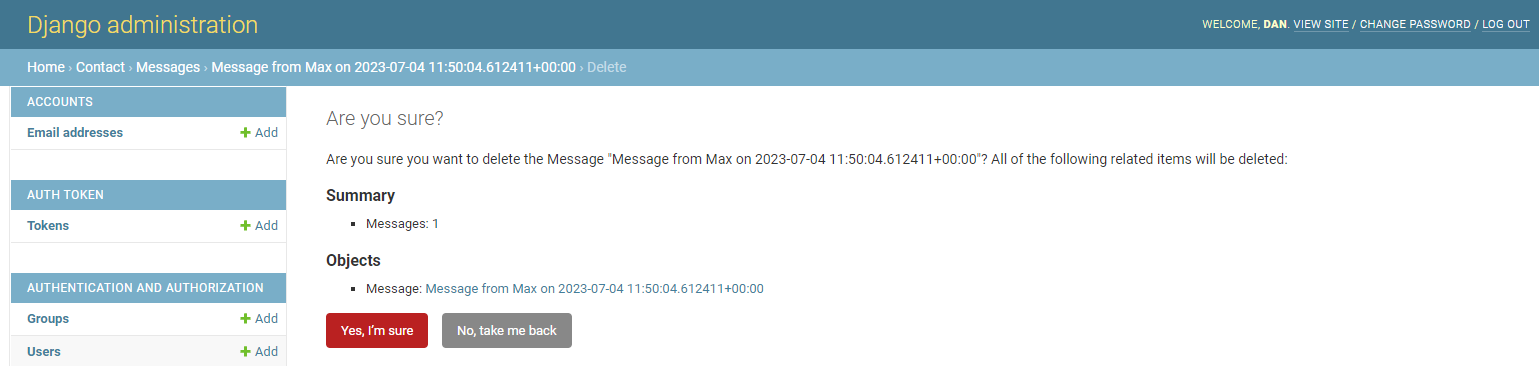 Django administration
WELCOME, DAN. VIEW SITE / CHANGE PASSWORD / LOG OUT
Home › Contact › Messages › Message from Max on 2023-07-04 11:50:04.612411+00:00 › Delete
ACCOUNTS
Email addresses
+ Add
AUTH TOKEN
Tokens
+ Add
AUTHENTICATION AND AUTHORIZATION
Groups
+ Add
Users
+ Add
Are you sure?
Are you sure you want to delete the Message "Message from Max on 2023-07-04 11:50:04.612411+00:00"? All of the following related items will be deleted:
Summary
Messages: 1
Objects
Message: Message from Max on 2023-07-04 11:50:04.612411+00:00
Yes, I'm sure
No, take me back